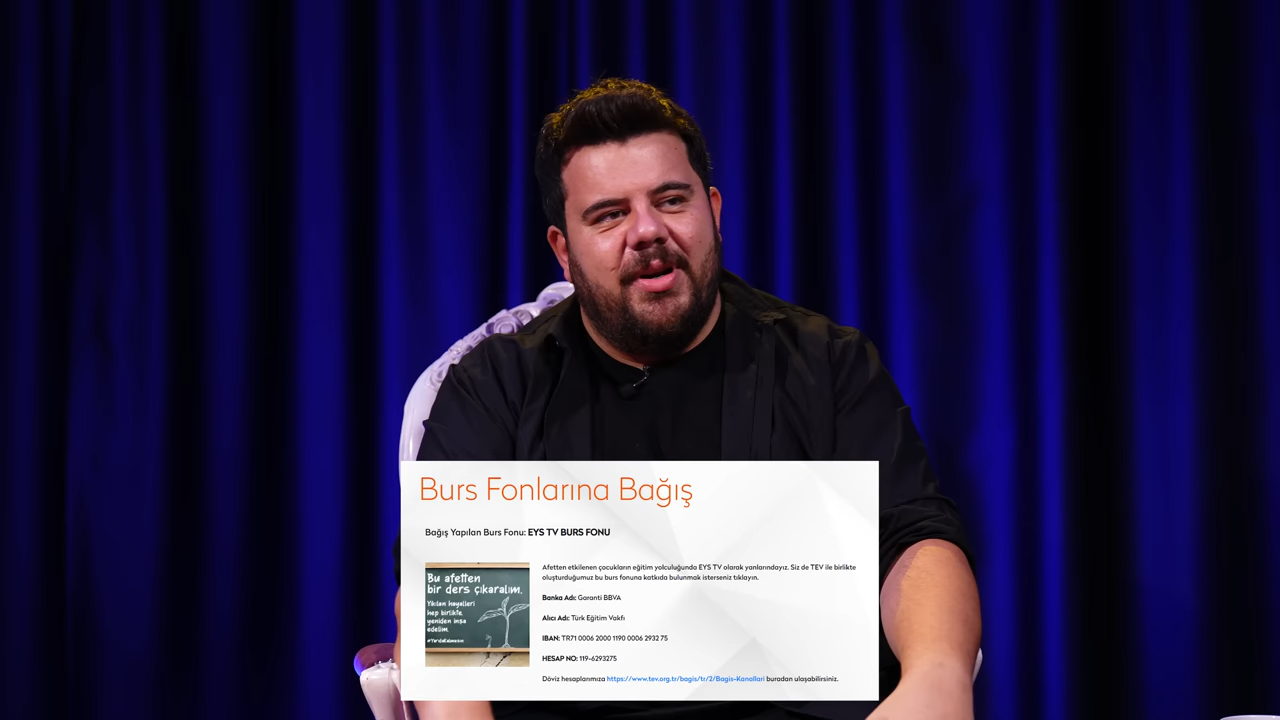 Burs Fonlarına Bağış
Bağış Yapılan Burs Fonu: EYS TV BURS FONU
Bu afetten
bir ders çıkaralım.
Yıkılan hayalleri
hep birlikte
yeniden inşa
edelim.
#YarıdaKalmasın
Afetten etkilenen çocukların eğitim yolculuğunda EYS TV olarak yanlarındayız. Siz de TEV ile birlikte
oluşturduğumuz bu burs fonuna katkıda bulunmak isterseniz tıklayın.
Banka Adı: Garanti BBVA
Alıcı Adı: Türk Eğitim Vakfı
IBAN: TR71 0006 2000 1190 0006 2932 75
HESAP NO: 119-6293275
Döviz hesaplarımıza https://www.tev.org.tr/bagis/tr/2/Bagis-Kanallari buradan ulaşabilirsiniz.